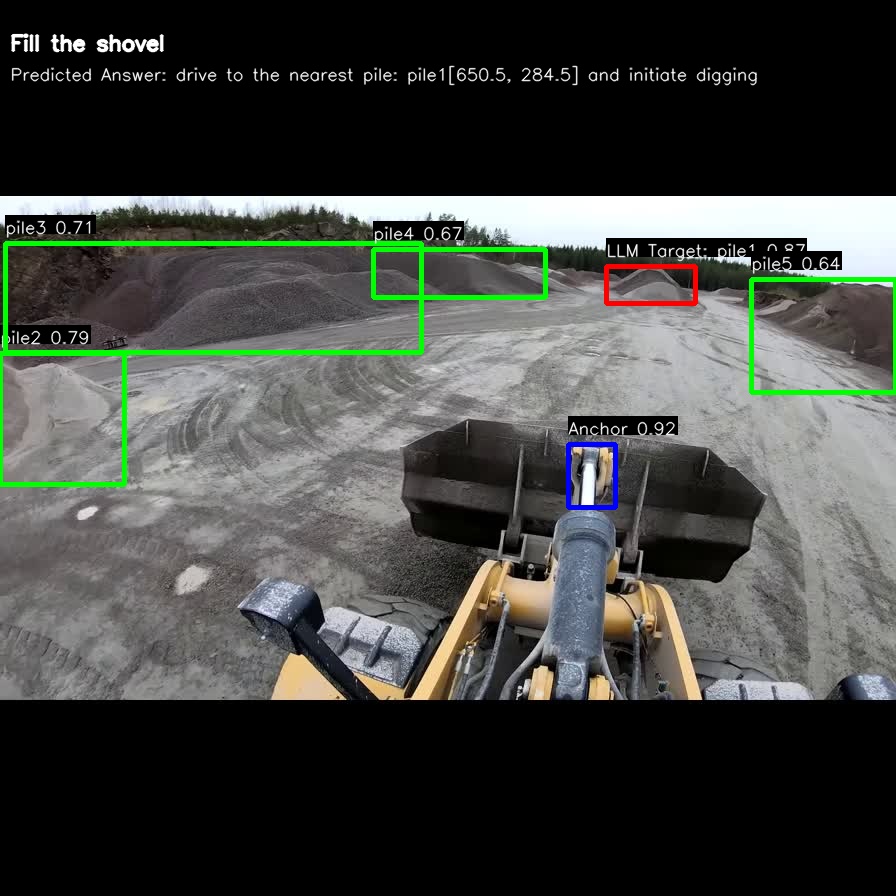 Fill the shovel
Predicted Answer: drive to the nearest pile: pile1[650.5, 284.5] and initiate digging
pile3 0.71
pile4 0.67
LLM Target: pile1 0.87
pile5 0.64
pile2 0.79
Anchor 0.92